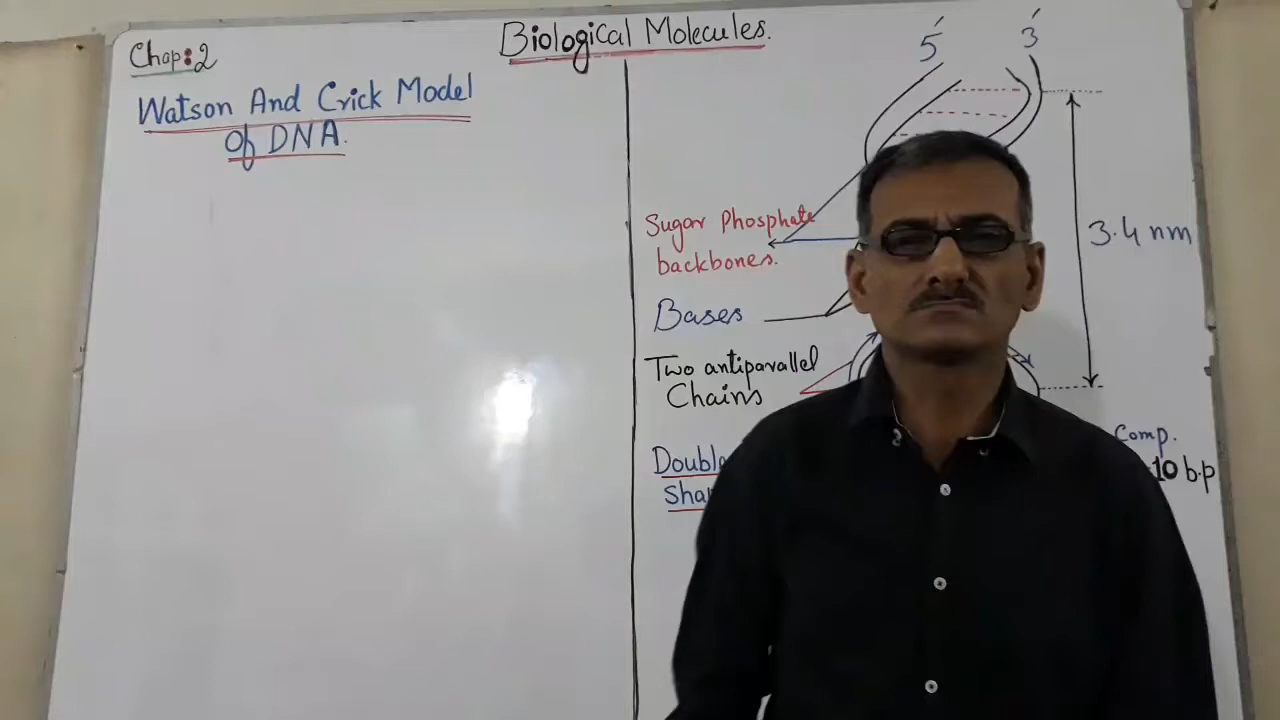 Chap:2
Biological Molecules.
Watson And Crick Model
Of DNA.
5′
3′
3.4 nm
Sugar Phosphate
backbones.
Bases
Two antiparallel
Chains
Comp.
10 b.p
Double